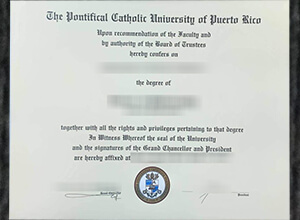 The Pontifical Catholic University of Puerto Rico
Upon recommendation of the Faculty and
by authority of the Board of Trustees
hereby confers on
the degree of
together with all the rights and privileges pertaining to that degree
In Witness Whereof the seal of the University
and the signatures of the Grand Chancellor and President
are hereby affixed at